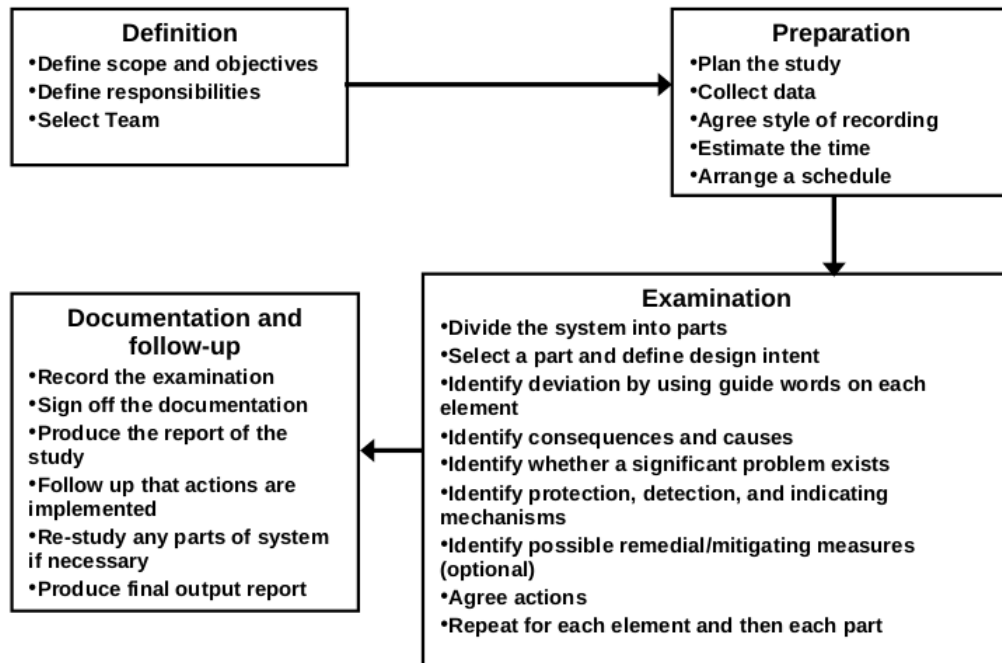 Definition
•Define scope and objectives
•Define responsibilities
•Select Team
Preparation
•Plan the study
•Collect data
•Agree style of recording
•Estimate the time
•Arrange a schedule
Examination
•Divide the system into parts
•Select a part and define design intent
•Identify deviation by using guide words on each
element
•Identify consequences and causes
•Identify whether a significant problem exists
•Identify protection, detection, and indicating
mechanisms
•Identify possible remedial/mitigating measures
(optional)
•Agree actions
•Repeat for each element and then each part
Documentation and
follow-up
•Record the examination
•Sign off the documentation
•Produce the report of the
study
•Follow up that actions are
implemented
•Re-study any parts of system
if necessary
•Produce final output report